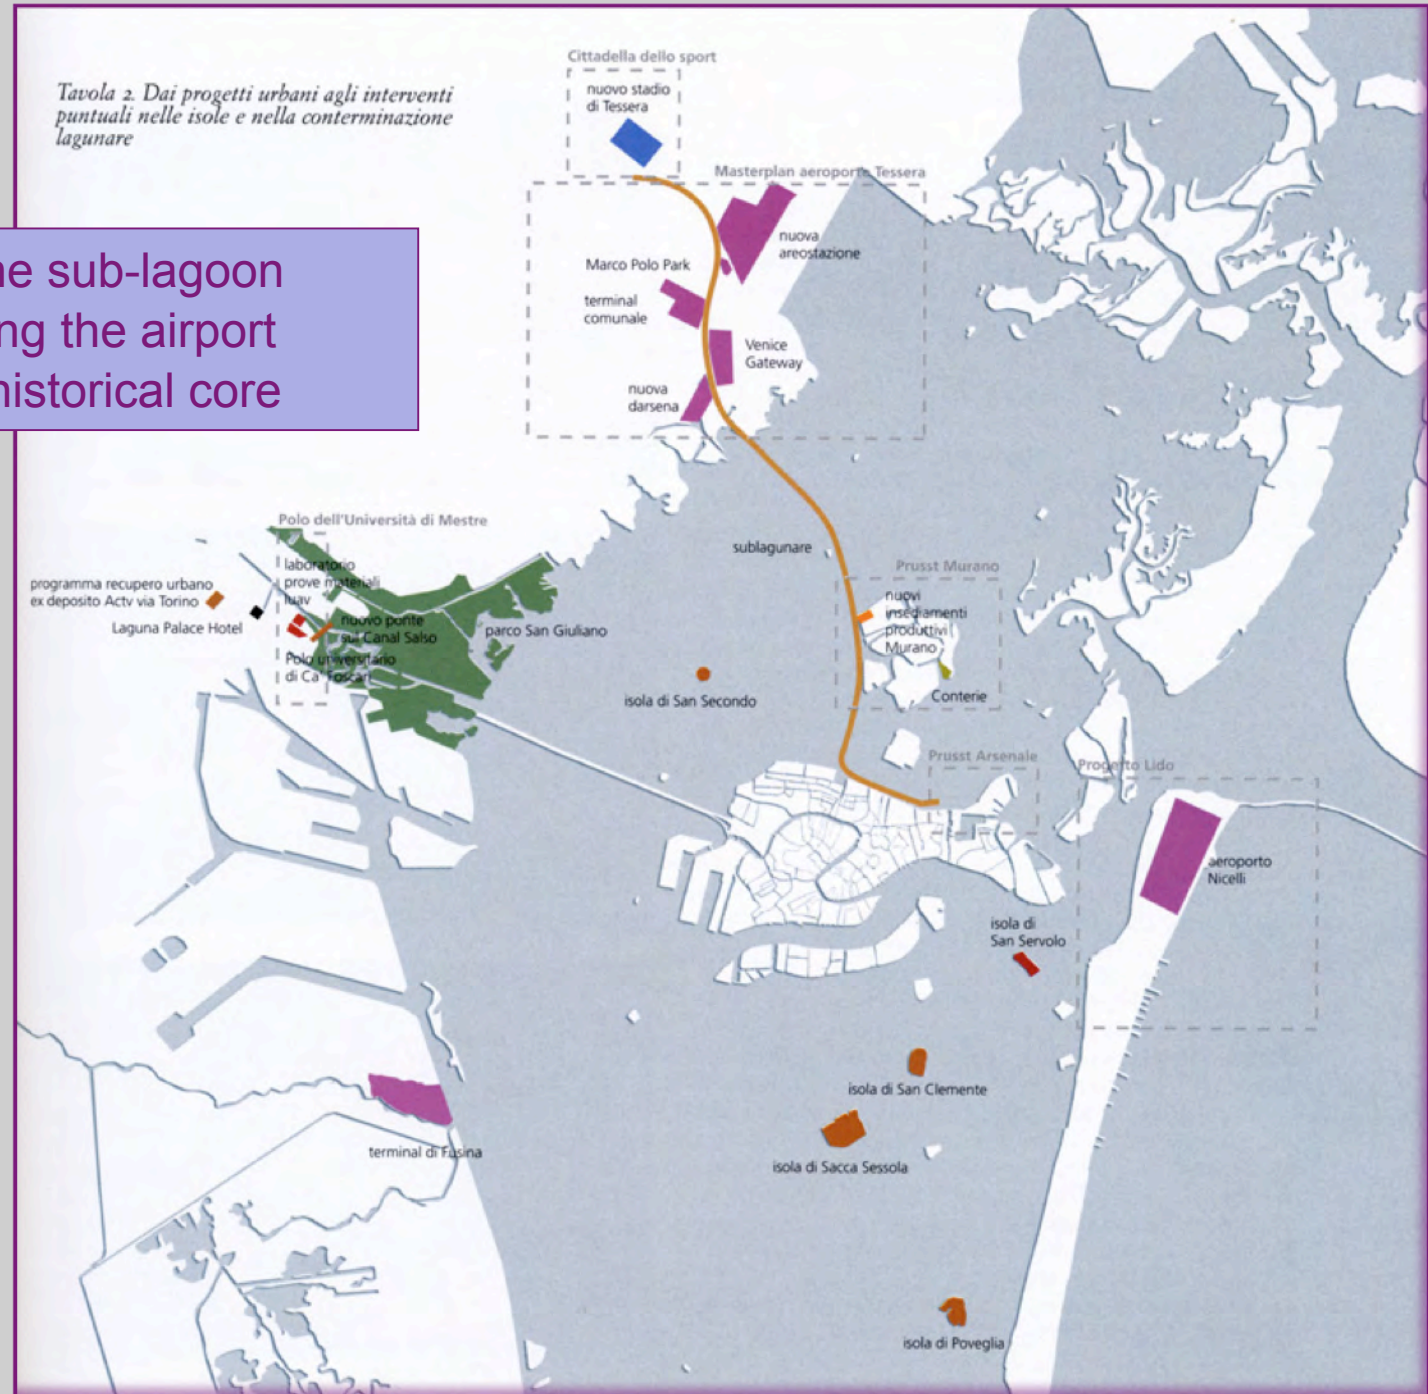 Tavola 2. Dai progetti urbani agli interventi
puntuali nelle isole e nella conterminazione
lagunare
sub-lagoon
the airport
historical core
Cittadella dello sport
nuovo stadio
di Tessera
Masterplan aeroporto Tessera
nuova
areostazione
Marco Polo Park
terminal
comunale
Venice
Gateway
nuova
darsena
Polo dell'Università di Mestre
laboratorio
prove materiali
Iuav
programma recupero urbano
ex deposito Actv via Torino
Laguna Palace Hotel
nuovo ponte
sul Canal Salso
Polo universitario
di Ca' Foscari
parco San Giuliano
sublagunare
Prusst Murano
nuovi
insediamenti
produttivi
Murano
Conterie
isola di San Secondo
Prusst Arsenale
Progetto Lido
aeroporto
Nicelli
isola di
San Servolo
isola di San Clemente
isola di Sacca Sessola
terminal di Fusina
isola di Poveglia